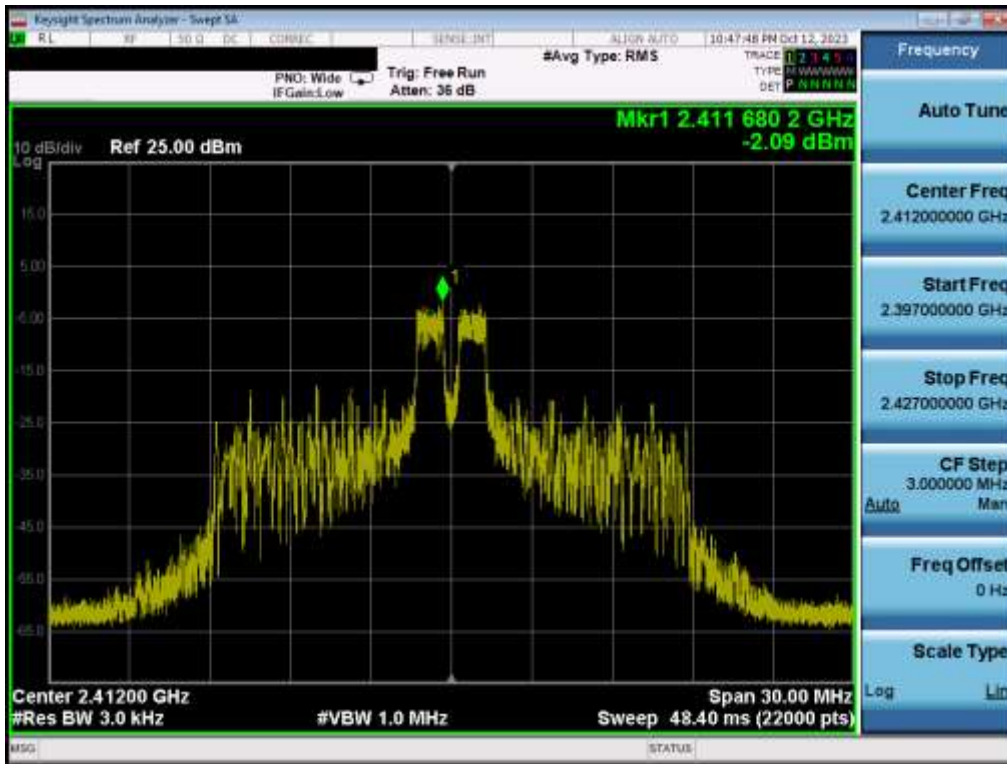 Keysight Spectrum Analyzer - Swept SA
RL RF 50 Ω DC CORREC SENSE:INT ALIGN AUTO 10:47:48 PM Oct 12, 2023
#Avg Type: RMS TRACE 1 2 3 4 5 6
PNO: Wide Trig: Free Run TYPE M WWWWW
IFGain:Low Atten: 36 dB DET P NNNNN
Mkr1 2.411 680 2 GHz
-2.09 dBm
10 dB/div Ref 25.00 dBm
Log
15.0
5.00
1
-5.00
-15.0
-25.0
-35.0
-45.0
-55.0
-65.0
Center 2.41200 GHz Span 30.00 MHz
#Res BW 3.0 kHz #VBW 1.0 MHz Sweep 48.40 ms (22000 pts)
MSG STATUS
Frequency
Auto Tune
Center Freq
2.412000000 GHz
Start Freq
2.397000000 GHz
Stop Freq
2.427000000 GHz
CF Step
3.000000 MHz
Auto Man
Freq Offset
0 Hz
Scale Type
Log Lin